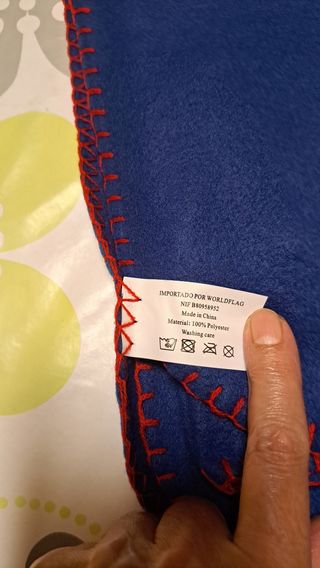 IMPORTADO POR WORLDFLAG
NIF B80958952
Made in China
Material: 100% Polyester
Washing care